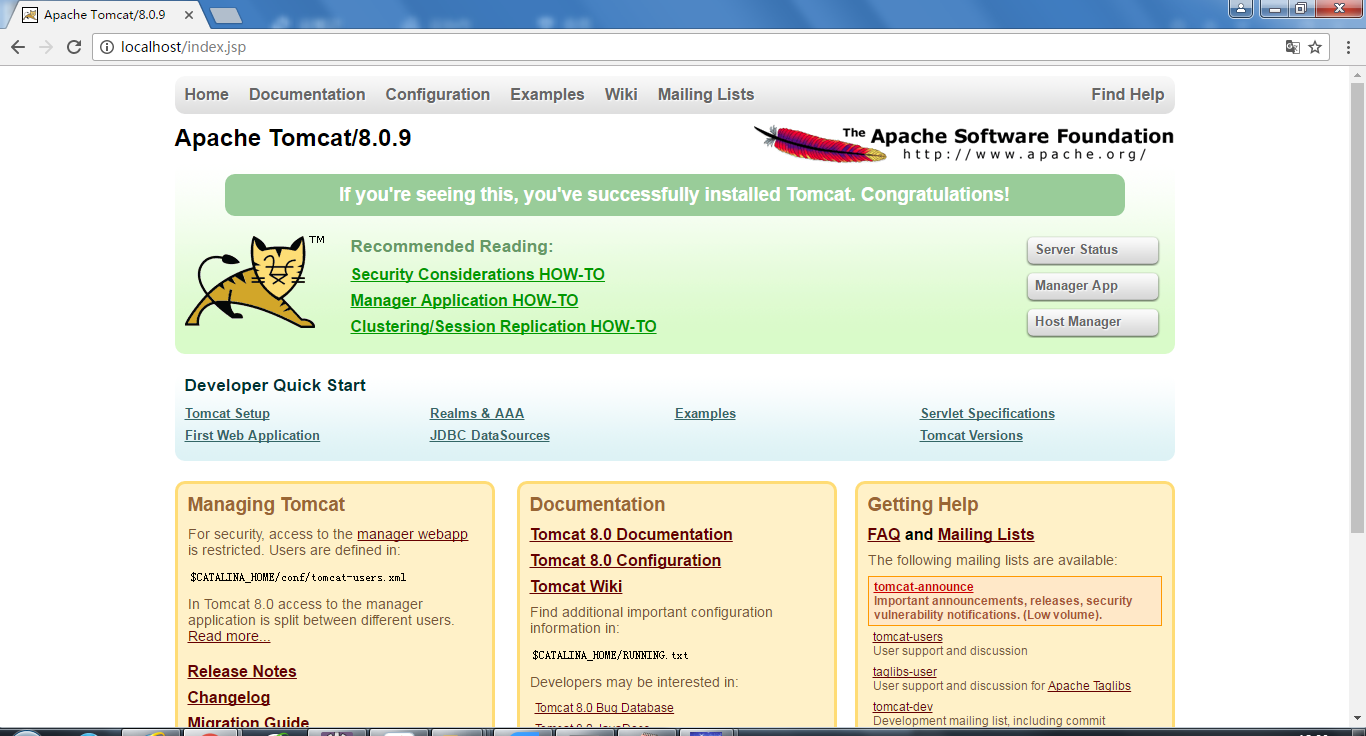 Apache Tomcat/8.0.9
localhost/index.jsp
Home Documentation Configuration Examples Wiki Mailing Lists Find Help
Apache Tomcat/8.0.9
The Apache Software Foundation
http://www.apache.org/
If you're seeing this, you've successfully installed Tomcat. Congratulations!
TM
Recommended Reading:
Security Considerations HOW-TO
Manager Application HOW-TO
Clustering/Session Replication HOW-TO
Server Status
Manager App
Host Manager
Developer Quick Start
Tomcat Setup
First Web Application
Realms & AAA
JDBC DataSources
Examples
Servlet Specifications
Tomcat Versions
Managing Tomcat
For security, access to the manager webapp
is restricted. Users are defined in:
$CATALINA_HOME/conf/tomcat-users.xml
In Tomcat 8.0 access to the manager
application is split between different users.
Read more...
Release Notes
Changelog
Migration Guide
Documentation
Tomcat 8.0 Documentation
Tomcat 8.0 Configuration
Tomcat Wiki
Find additional important configuration
information in:
$CATALINA_HOME/RUNNING.txt
Developers may be interested in:
Tomcat 8.0 Bug Database
Tomcat 8.0 JavaDocs
Getting Help
FAQ and Mailing Lists
The following mailing lists are available:
tomcat-announce
Important announcements, releases, security
vulnerability notifications. (Low volume).
tomcat-users
User support and discussion
taglibs-user
User support and discussion for Apache Taglibs
tomcat-dev
Development mailing list, including commit